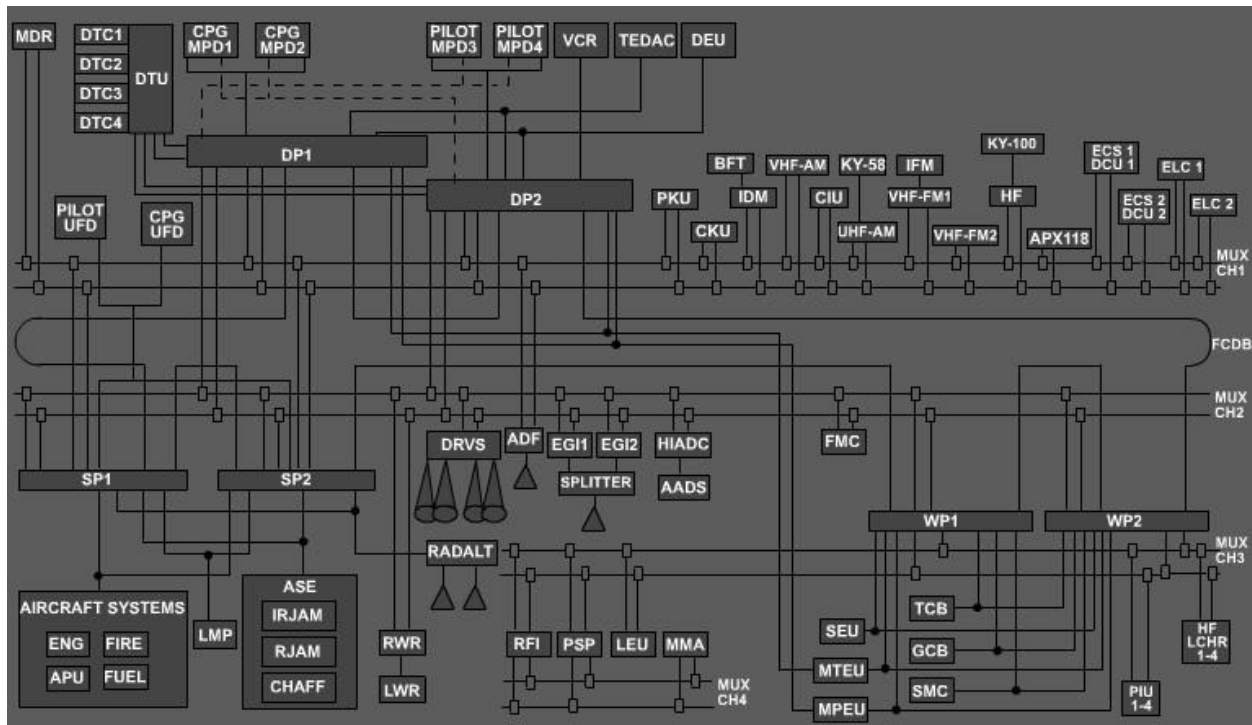 MDR
DTC1
DTC2
DTC3
DTC4
DTU
CPG
MPD1
CPG
MPD2
PILOT
MPD3
PILOT
MPD4
VCR
TEDAC
DEU
DP1
DP2
PILOT
UFD
CPG
UFD
PKU
CKU
BFT
IDM
VHF-AM
CIU
KY-58
UHF-AM
IFM
VHF-FM1
VHF-FM2
KY-100
HF
APX118
ECS 1
DCU 1
ECS 2
DCU 2
ELC 1
ELC 2
MUX
CH1
FCDB
MUX
CH2
DRVS
ADF
EGI1
EGI2
SPLITTER
HIADC
AADS
FMC
SP1
SP2
WP1
WP2
MUX
CH3
RADALT
AIRCRAFT SYSTEMS
ENG
FIRE
APU
FUEL
LMP
ASE
IRJAM
RJAM
CHAFF
RWR
LWR
RFI
PSP
LEU
MMA
MUX
CH4
TCB
SEU
GCB
MTEU
SMC
MPEU
PIU
1-4
HF
LCHR
1-4